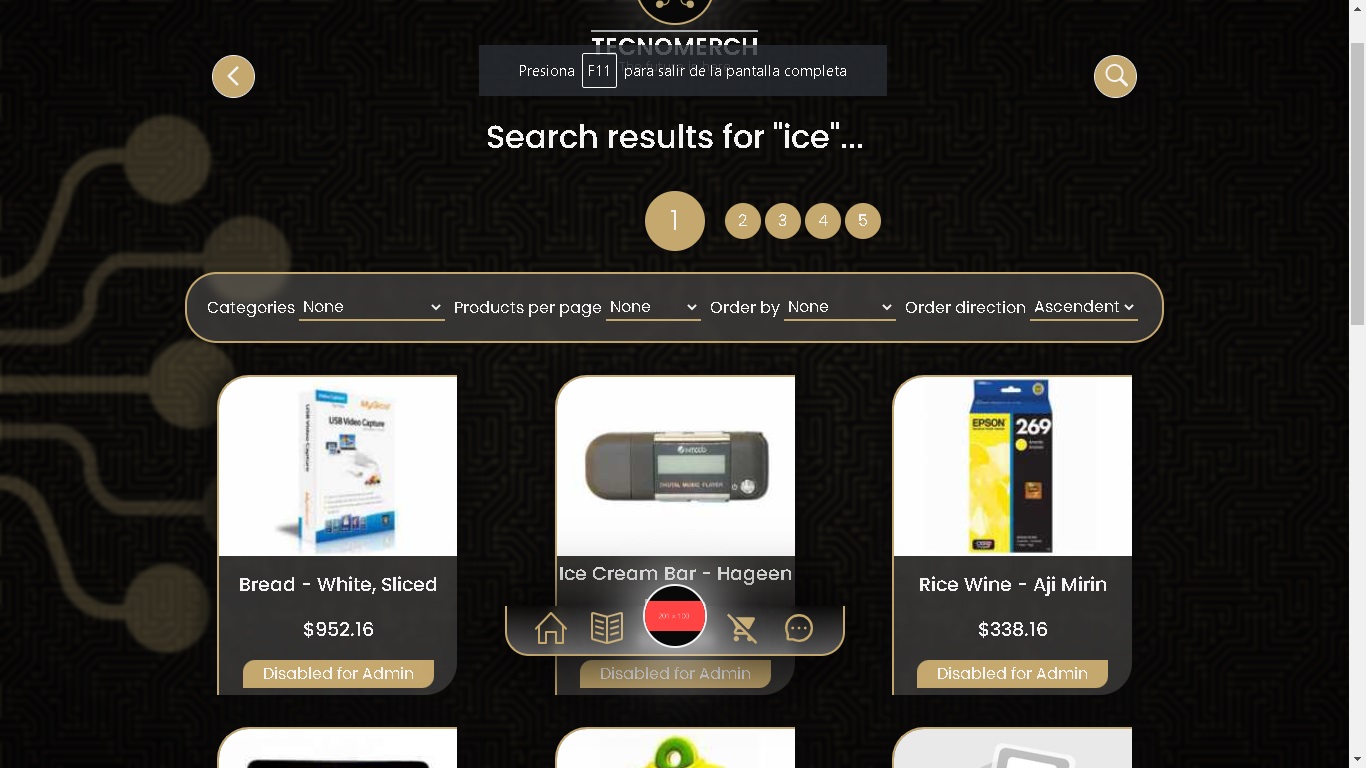 TECNOMERCH
Presiona F11 para salir de la pantalla completa
Search results for "ice"...
1 2 3 4 5
Categories None Products per page None Order by None Order direction Ascendent
USB Video Capture
DIGITAL MUSIC PLAYER
EPSON 269
Bread - White, Sliced
Ice Cream Bar - Hageen
Rice Wine - Aji Mirin
$952.16
$338.16
Disabled for Admin
Disabled for Admin
Disabled for Admin